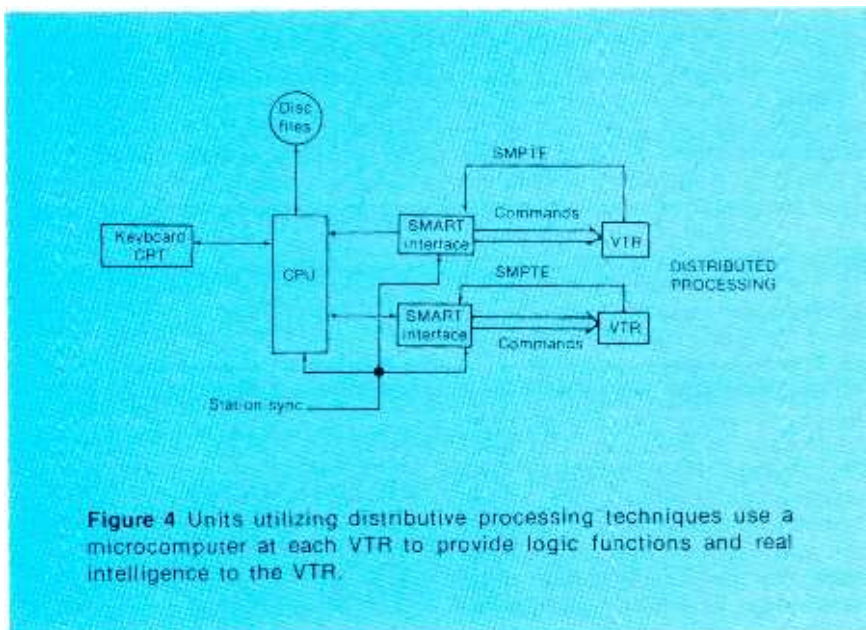 Disc
files
SMPTE
Commands
Keyboard
CRT
SMART
interface
VTR
CPU
DISTRIBUTED
PROCESSING
SMPTE
SMART
interface
VTR
Commands
Station sync
Figure 4 Units utilizing distributive processing techniques use a
microcomputer at each VTR to provide logic functions and real
intelligence to the VTR.